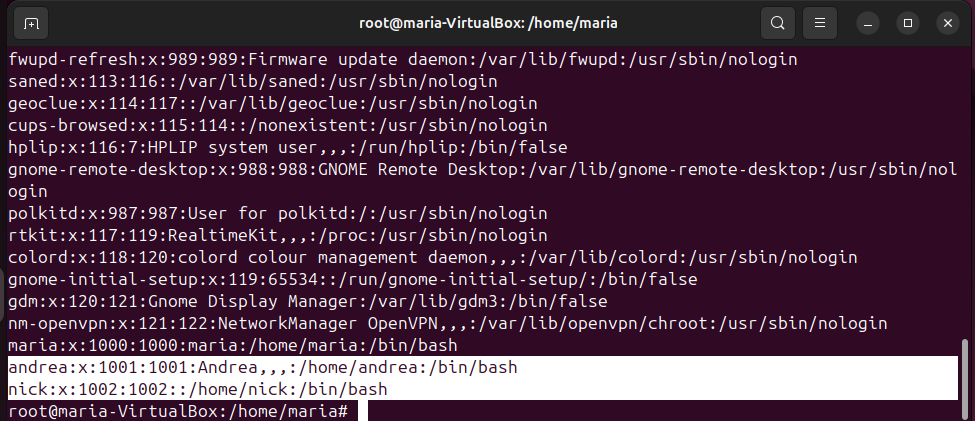 root@maria-VirtualBox: /home/maria
fwupd-refresh:x:989:989:Firmware update daemon:/var/lib/fwupd:/usr/sbin/nologin
saned:x:113:116::/var/lib/saned:/usr/sbin/nologin
geoclue:x:114:117::/var/lib/geoclue:/usr/sbin/nologin
cups-browsed:x:115:114::/nonexistent:/usr/sbin/nologin
hplip:x:116:7:HPLIP system user,,,:/run/hplip:/bin/false
gnome-remote-desktop:x:988:988:GNOME Remote Desktop:/var/lib/gnome-remote-desktop:/usr/sbin/nol
ogin
polkitd:x:987:987:User for polkitd:/:/usr/sbin/nologin
rtkit:x:117:119:RealtimeKit,,,:/proc:/usr/sbin/nologin
colord:x:118:120:colord colour management daemon,,,:/var/lib/colord:/usr/sbin/nologin
gnome-initial-setup:x:119:65534::/run/gnome-initial-setup/:/bin/false
gdm:x:120:121:Gnome Display Manager:/var/lib/gdm3:/bin/false
nm-openvpn:x:121:122:NetworkManager OpenVPN,,,:/var/lib/openvpn/chroot:/usr/sbin/nologin
maria:x:1000:1000:maria:/home/maria:/bin/bash
andrea:x:1001:1001:Andrea,,,:/home/andrea:/bin/bash
nick:x:1002:1002::/home/nick:/bin/bash
root@maria-VirtualBox:/home/maria#